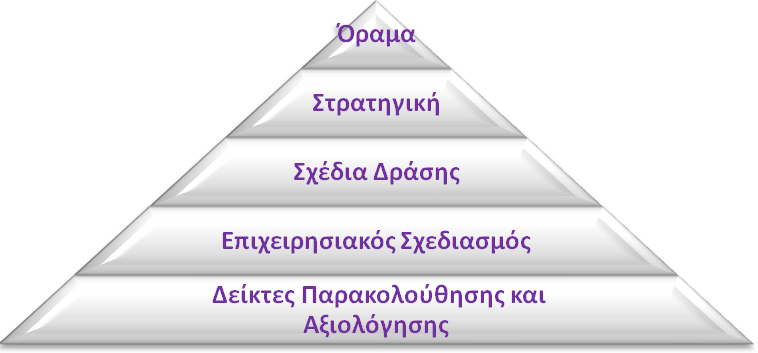 Όραμα
Στρατηγική
Σχέδια Δράσης
Επιχειρησιακός Σχεδιασμός
Δείκτες Παρακολούθησης και
Αξιολόγησης